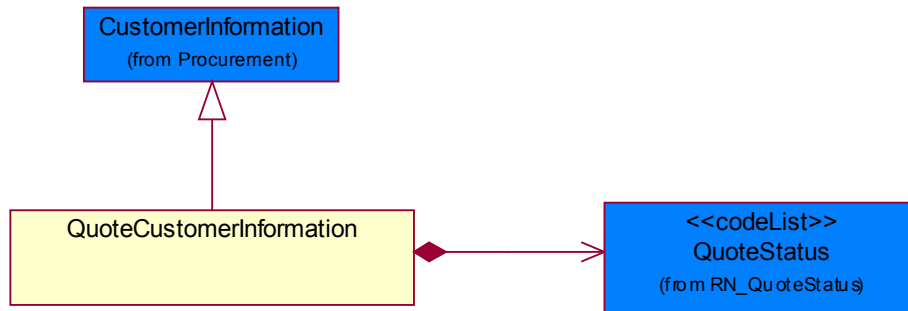 CustomerInformation
(from Procurement)
QuoteCustomerInformation
<<codeList>>
QuoteStatus
(from RN_QuoteStatus)